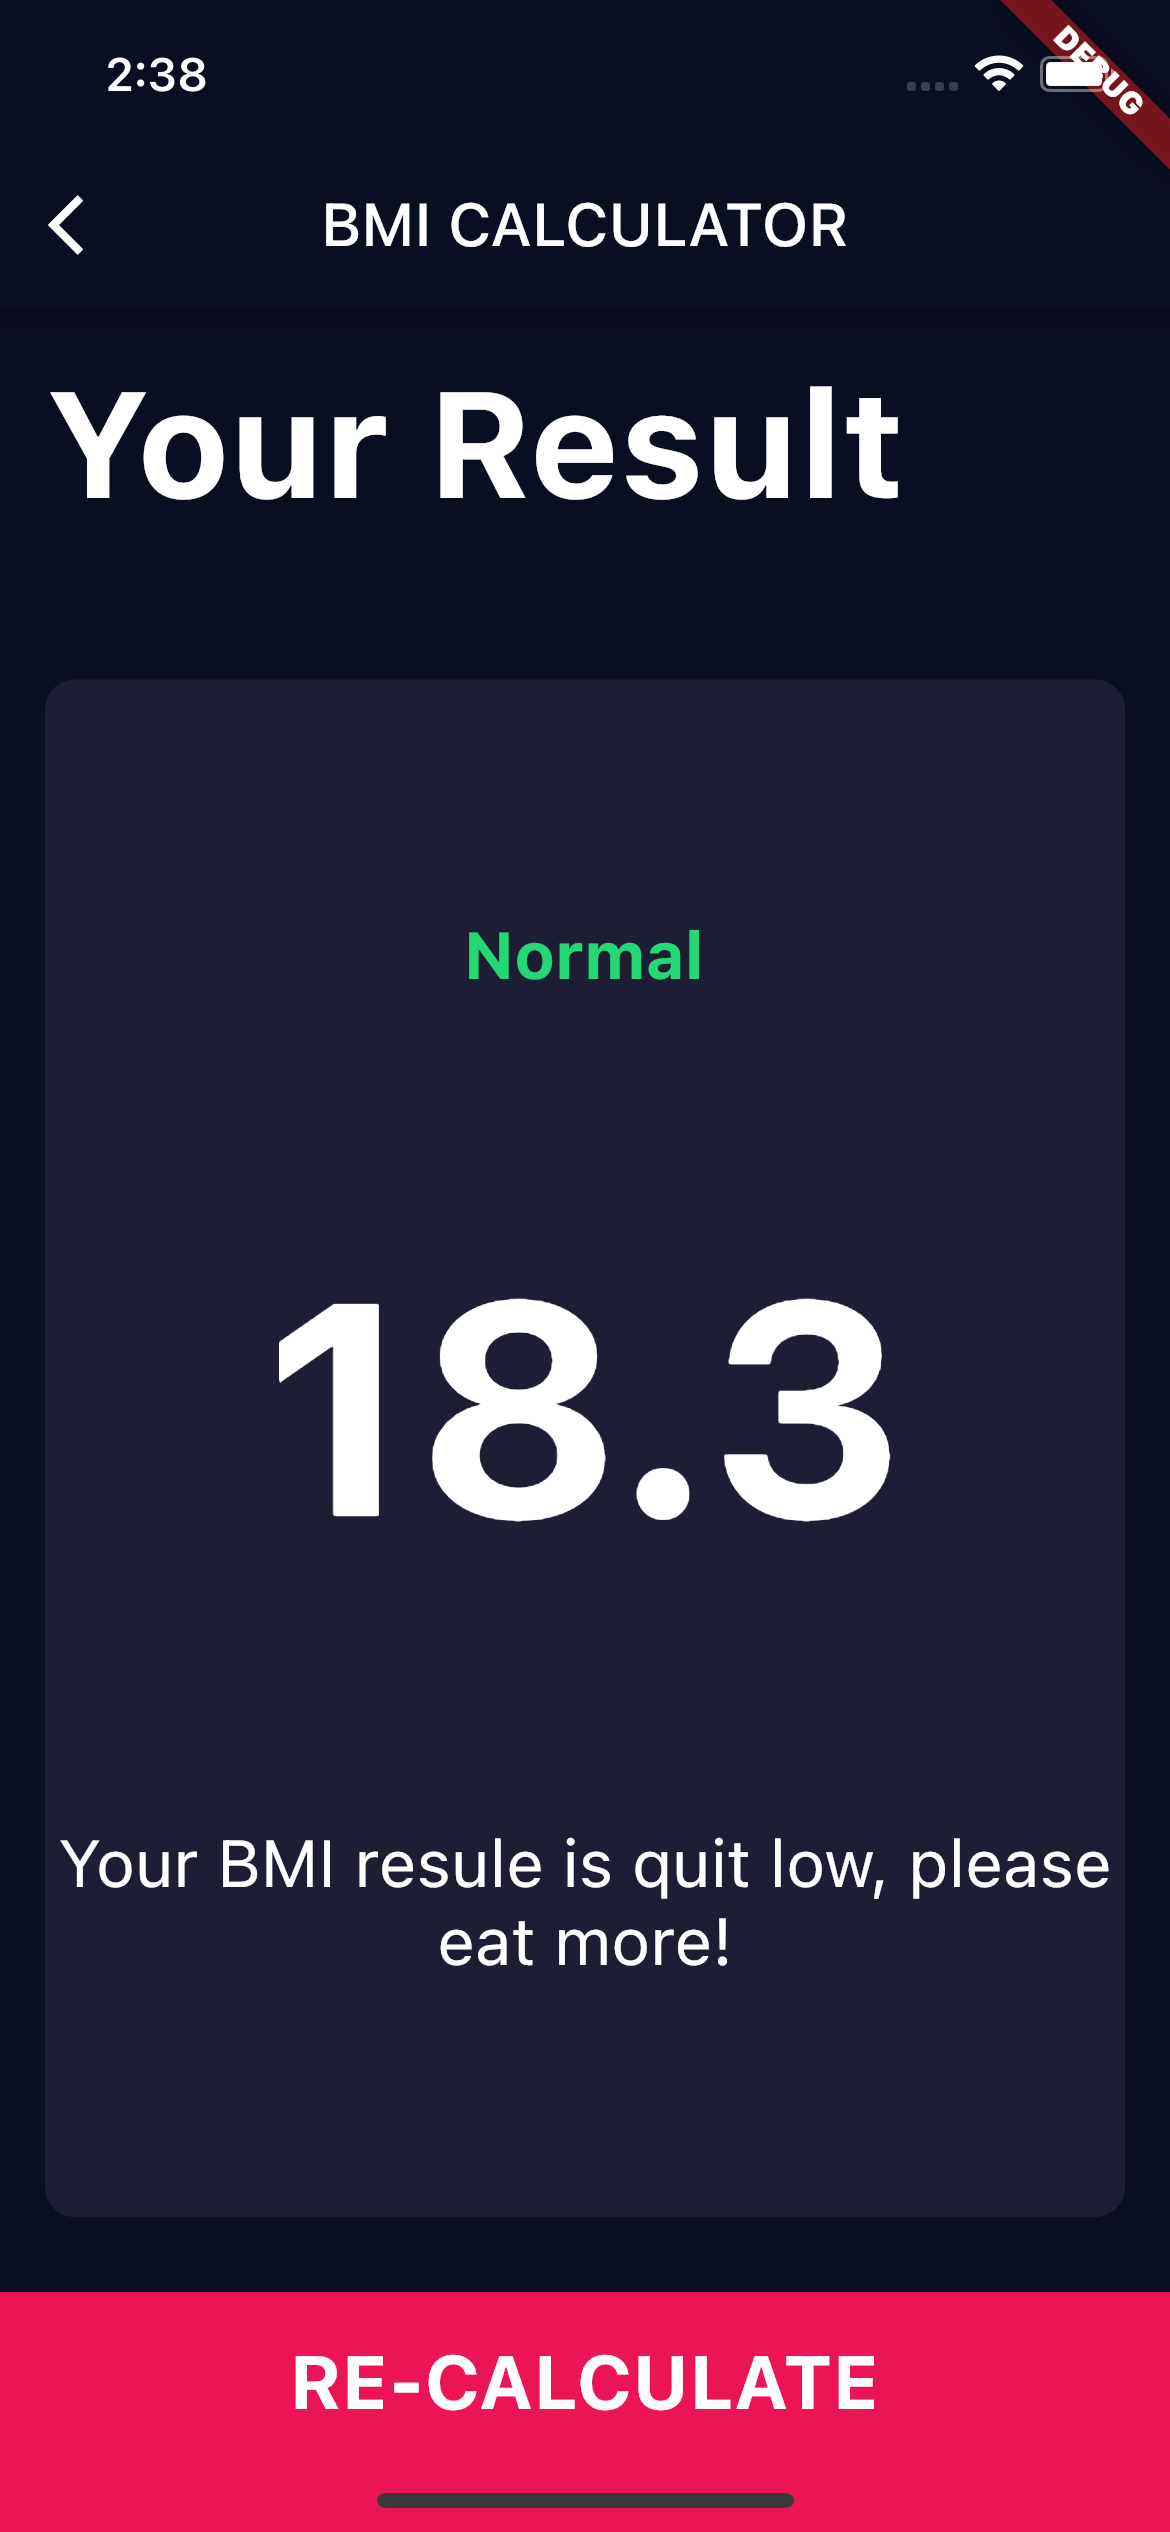 2:38
DEBUG
BMI CALCULATOR
Your Result
Normal
18.3
Your BMI resule is quit low, please
eat more!
RE-CALCULATE